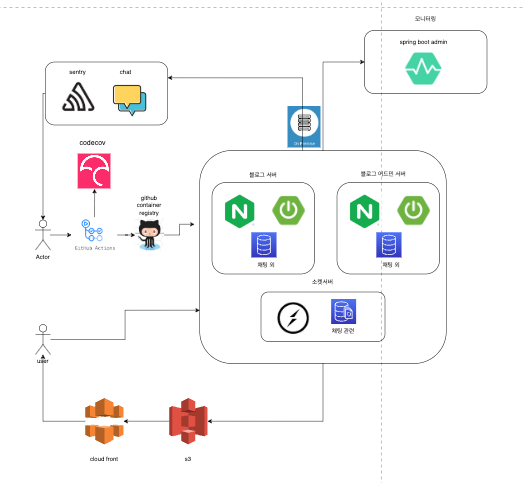 모니터링
spring boot admin
sentry
chat
codecov
github
container
registry
GitHub Actions
Actor
블로그 서버
블로그 어드민 서버
채팅 외
채팅 외
소켓서버
채팅 관련
user
cloud front
s3